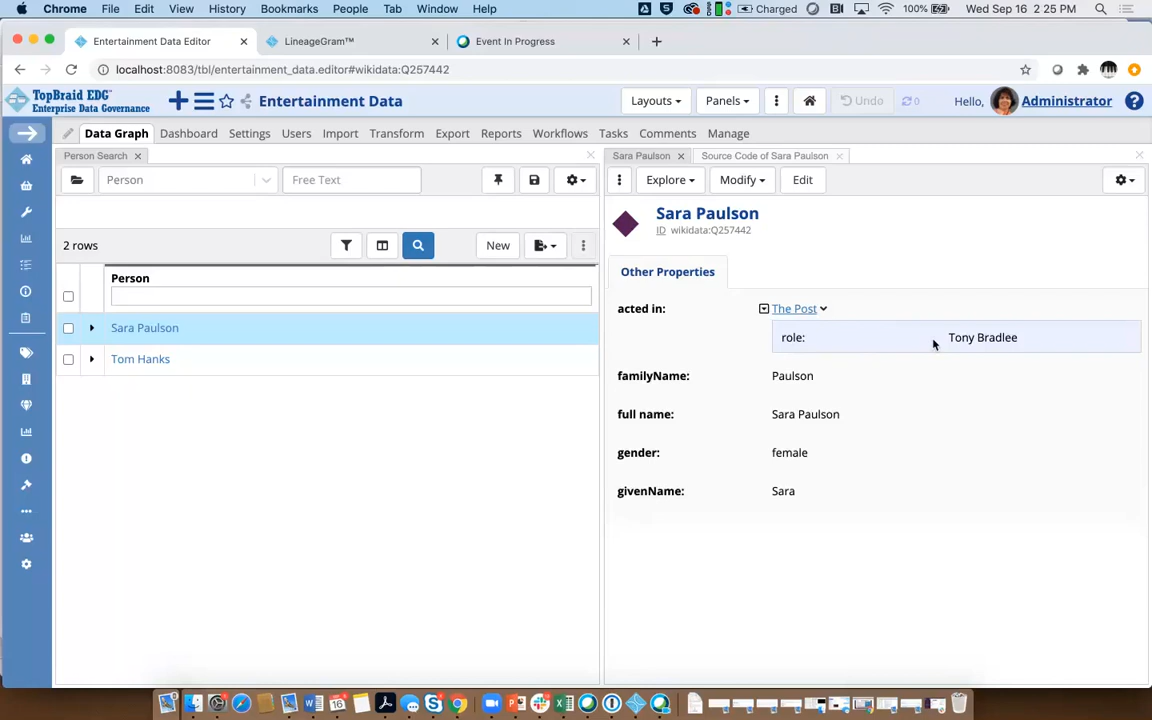 Chrome File Edit View History Bookmarks People Tab Window Help Charged 100% Wed Sep 16 2:25 PM
Entertainment Data Editor LineageGram™ Event In Progress
localhost:8083/tbl/entertainment_data.editor#wikidata:Q257442
TopBraid EDG™
Enterprise Data Governance
Entertainment Data
Layouts Panels Undo 0 Hello, Administrator
Data Graph Dashboard Settings Users Import Transform Export Reports Workflows Tasks Comments Manage
Person Search
Person Free Text
2 rows New
Person
Sara Paulson
Tom Hanks
Sara Paulson Source Code of Sara Paulson
Explore Modify Edit
Sara Paulson
ID wikidata:Q257442
Other Properties
acted in: The Post
role: Tony Bradlee
familyName: Paulson
full name: Sara Paulson
gender: female
givenName: Sara